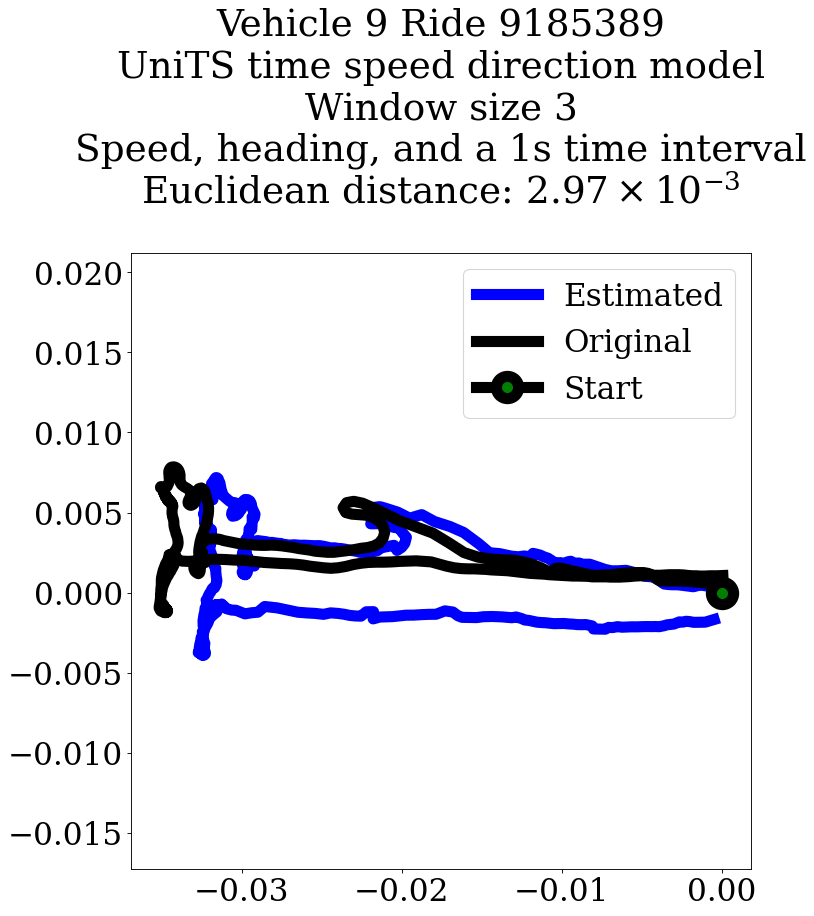 Vehicle 9 Ride 9185389
UniTS time speed direction model
Window size 3
Speed, heading, and a 1s time interval
Euclidean distance: 2.97 × 10⁻³
Estimated
Original
Start
0.020
0.015
0.010
0.005
0.000
−0.005
−0.010
−0.015
−0.03
−0.02
−0.01
0.00